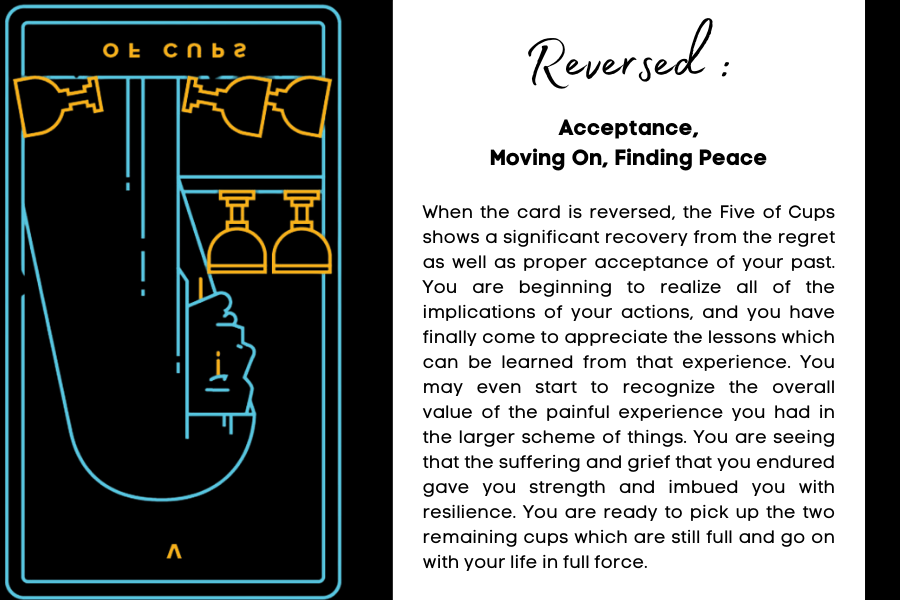 OF CUPS
V
Reversed :
Acceptance,
Moving On, Finding Peace
When the card is reversed, the Five of Cups
shows a significant recovery from the regret
as well as proper acceptance of your past.
You are beginning to realize all of the
implications of your actions, and you have
finally come to appreciate the lessons which
can be learned from that experience. You
may even start to recognize the overall
value of the painful experience you had in
the larger scheme of things. You are seeing
that the suffering and grief that you endured
gave you strength and imbued you with
resilience. You are ready to pick up the two
remaining cups which are still full and go on
with your life in full force.